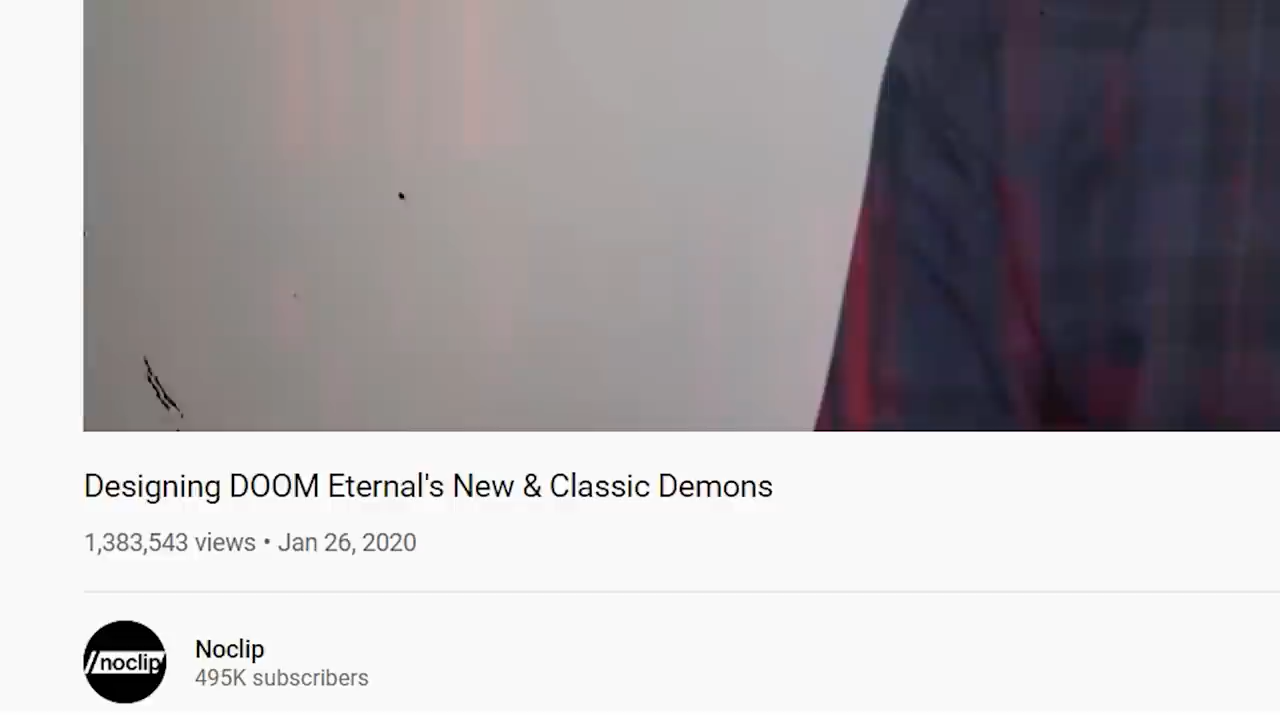 Designing DOOM Eternal's New & Classic Demons
1,383,543 views • Jan 26, 2020
//noclip
Noclip
495K subscribers